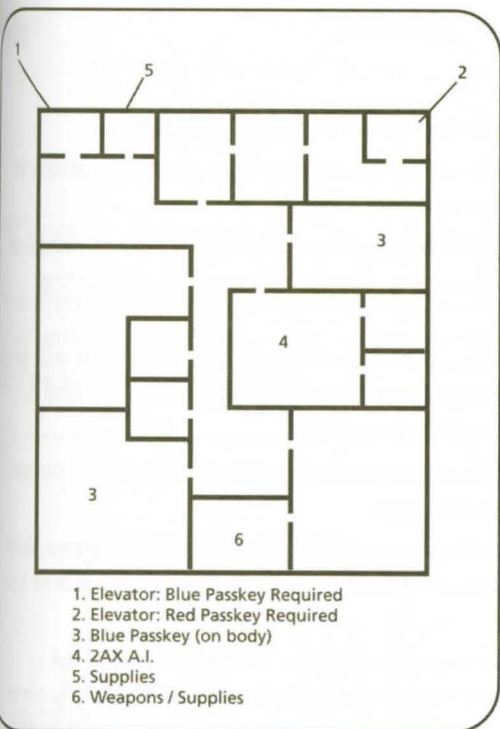 1
5
2
3
4
3
6
1. Elevator: Blue Passkey Required
2. Elevator: Red Passkey Required
3. Blue Passkey (on body)
4. 2AX A.I.
5. Supplies
6. Weapons / Supplies